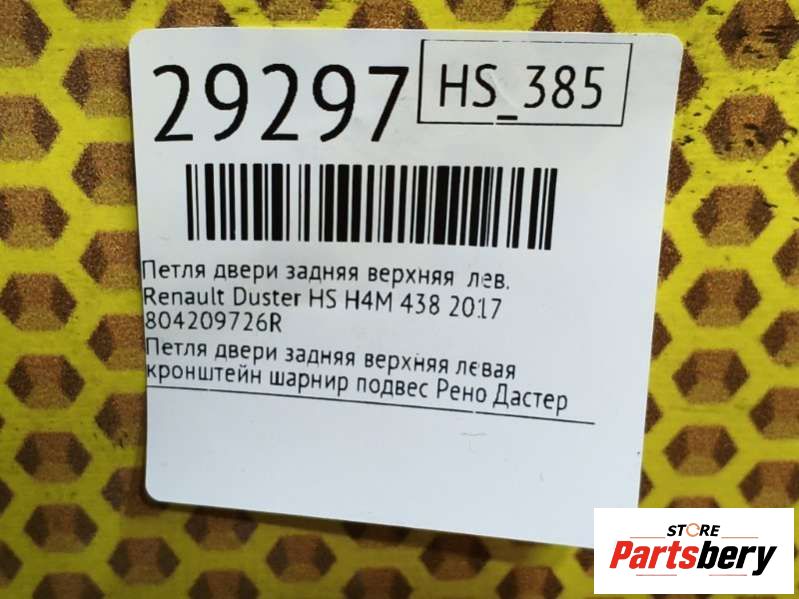 29297 HS_385
Петля двери задняя верхняя лев.
Renault Duster HS H4M 438 2017
804209726R
Петля двери задняя верхняя левая
кронштейн шарнир подвес Рено Дастер
STORE
Partsbery